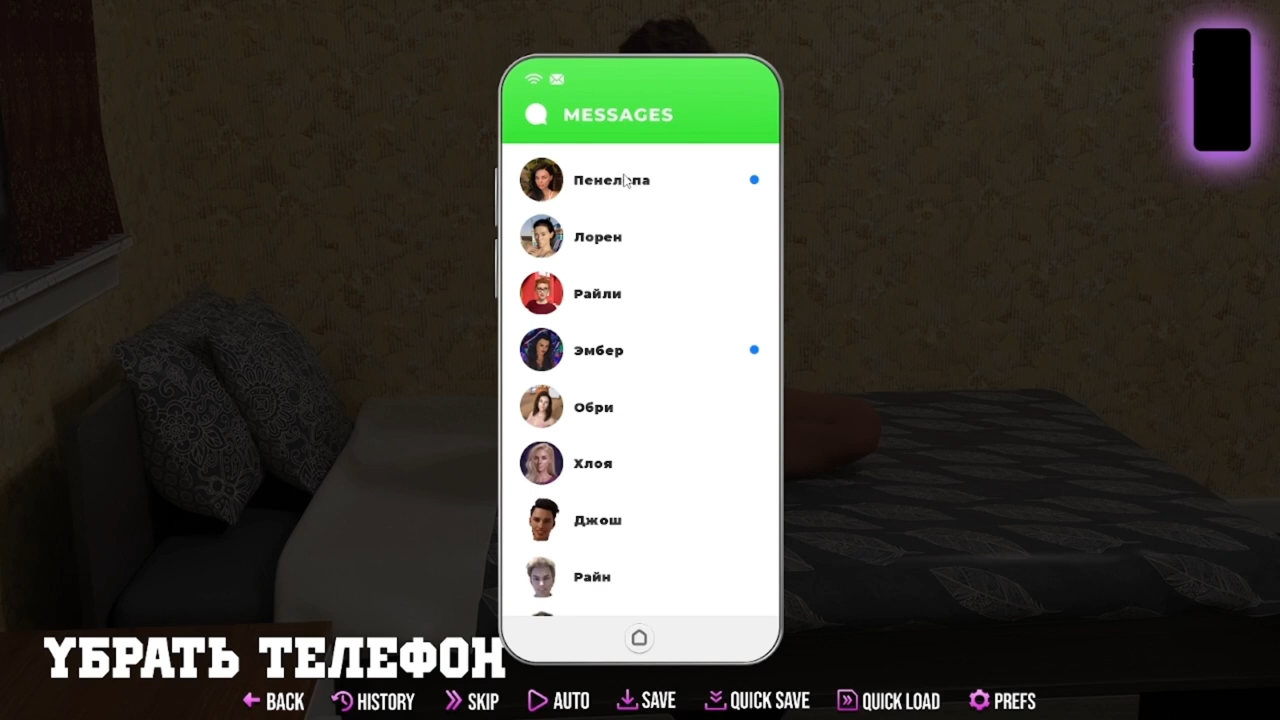 MESSAGES
Пенелопа
Лорен
Райли
Эмбер
Обри
Хлоя
Джош
Райн
УБРАТЬ ТЕЛЕФОН
BACK HISTORY SKIP AUTO SAVE QUICK SAVE QUICK LOAD PREFS